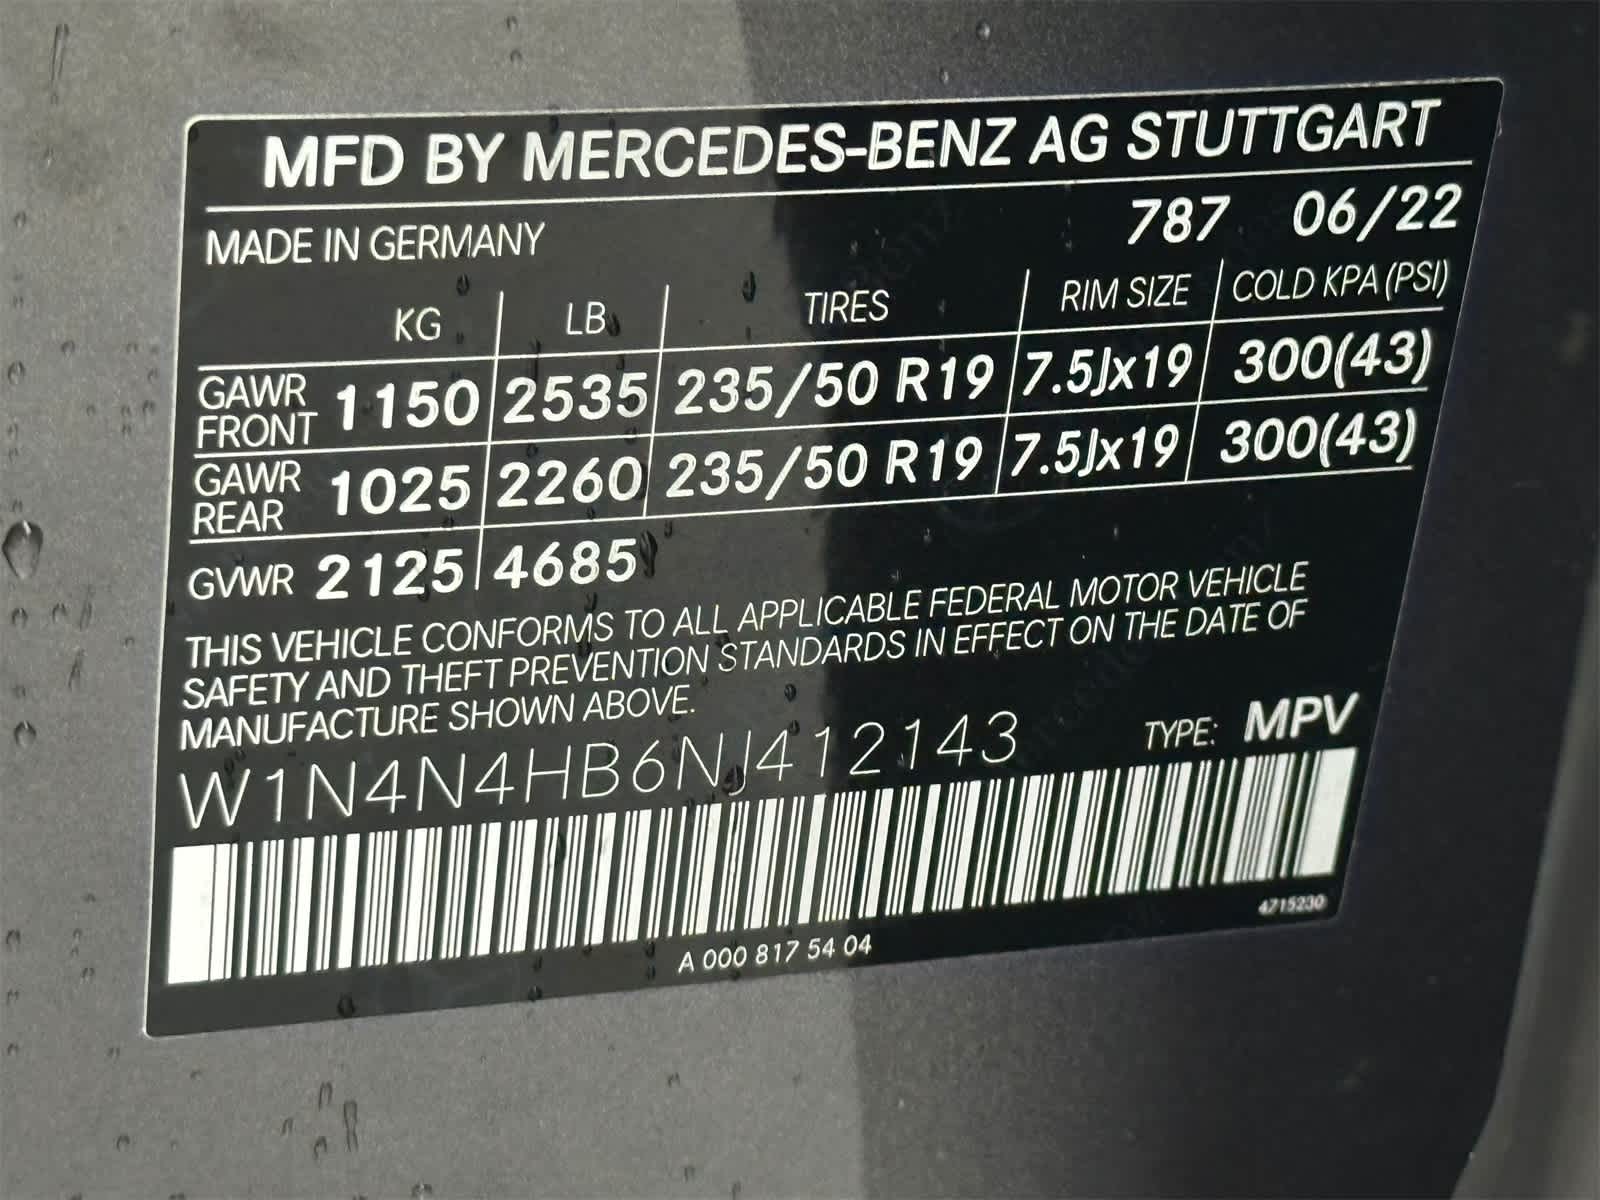 MFD BY MERCEDES-BENZ AG STUTTGART
MADE IN GERMANY 787 06/22
KG LB TIRES RIM SIZE COLD KPA (PSI)
GAWR FRONT 1150 2535 235/50 R19 7.5Jx19 300(43)
GAWR REAR 1025 2260 235/50 R19 7.5Jx19 300(43)
GVWR 2125 4685
THIS VEHICLE CONFORMS TO ALL APPLICABLE FEDERAL MOTOR VEHICLE
SAFETY AND THEFT PREVENTION STANDARDS IN EFFECT ON THE DATE OF
MANUFACTURE SHOWN ABOVE.
W1N4N4HB6NJ412143 TYPE: MPV
4715230
A 000 817 54 04